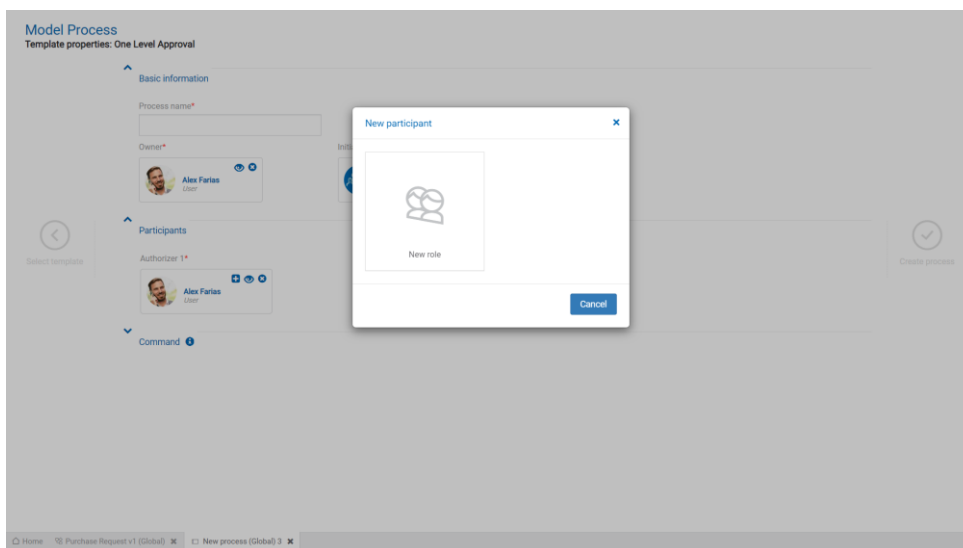 Model Process
Template properties: One Level Approval
Basic information
Process name*
Owner*
Alex Farias
User
New participant
New role
Cancel
Select template
Participants
Authorizer 1*
Alex Farias
User
Create process
Command
Home
Purchase Request v1 (Global)
New process (Global) 3